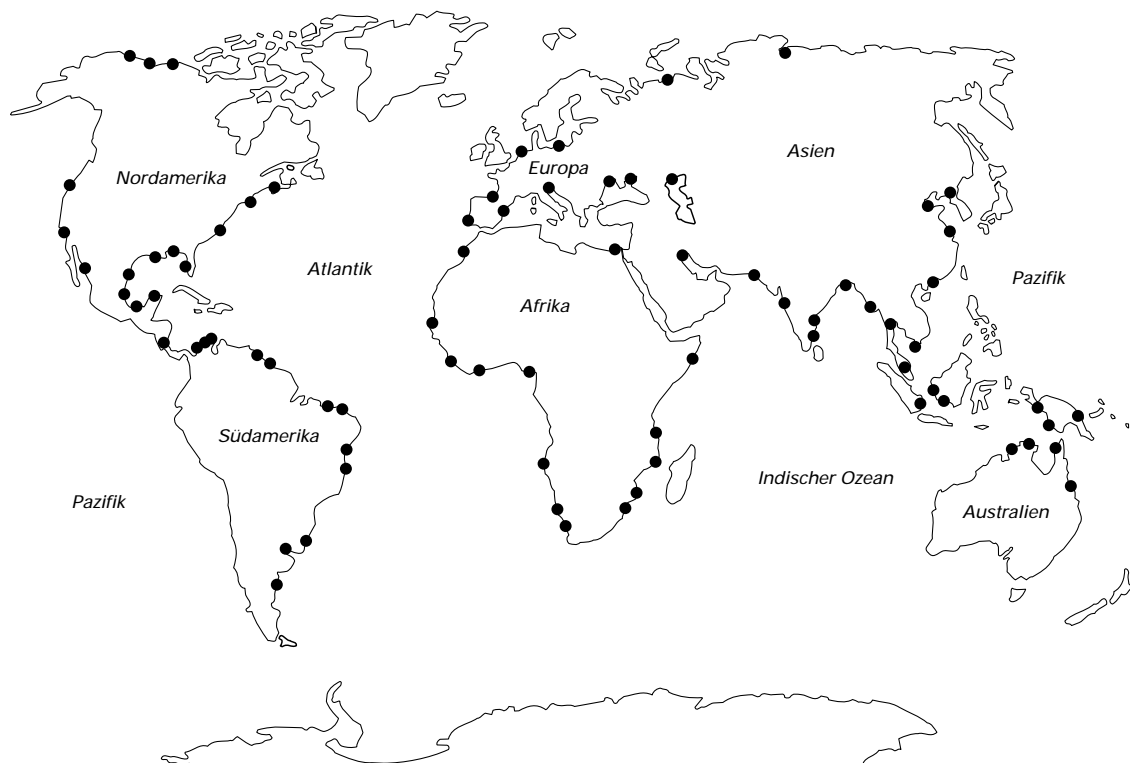 Nordamerika
Europa
Asien
Atlantik
Afrika
Pazifik
Südamerika
Pazifik
Indischer Ozean
Australien